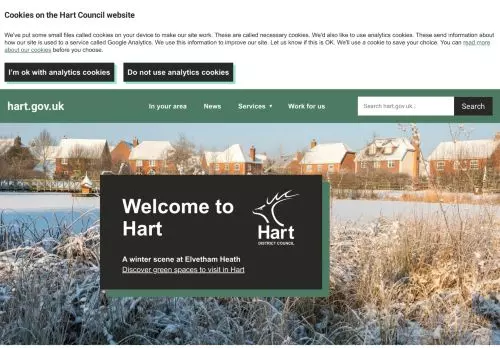 Cookies on the Hart Council website
We've put some small files called cookies on your device to make our site work. These are called necessary cookies. We'd also like to use analytics cookies. These send information
about how our site is used to a service called Google Analytics. We use this information to improve our site. Let us know if this is OK. We'll use a cookie to save your choice. You can read more
about our cookies before you choose.
I'm ok with analytics cookies Do not use analytics cookies
hart.gov.uk In your area News Services Work for us Search hart.gov.uk... Search
Welcome to
Hart
Hart
DISTRICT COUNCIL
A winter scene at Elvetham Heath
Discover green spaces to visit in Hart